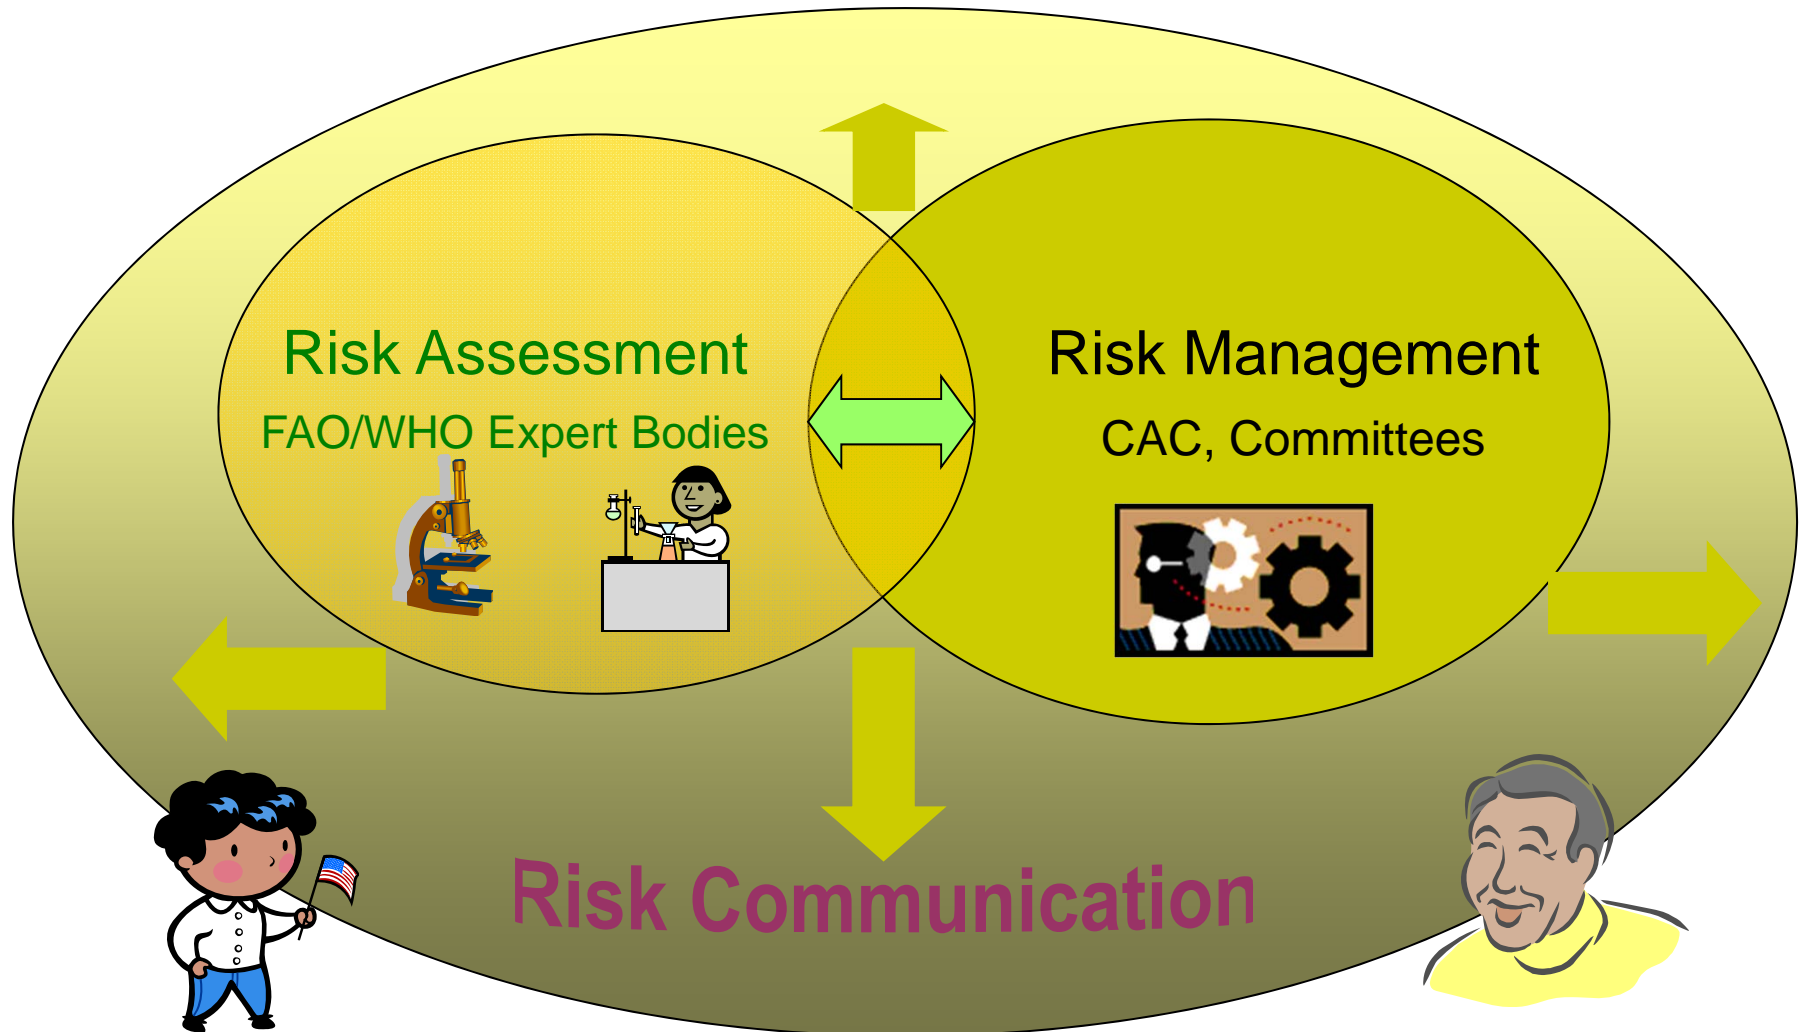 Risk Assessment
FAO/WHO Expert Bodies
Risk Management
CAC, Committees
Risk Communication